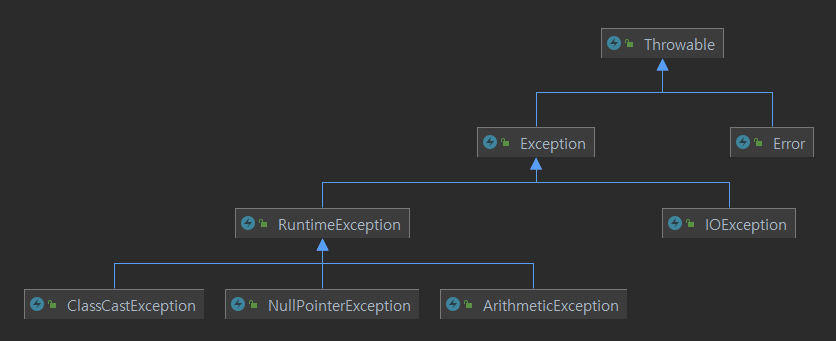 Throwable
Exception
Error
RuntimeException
IOException
ClassCastException
NullPointerException
ArithmeticException